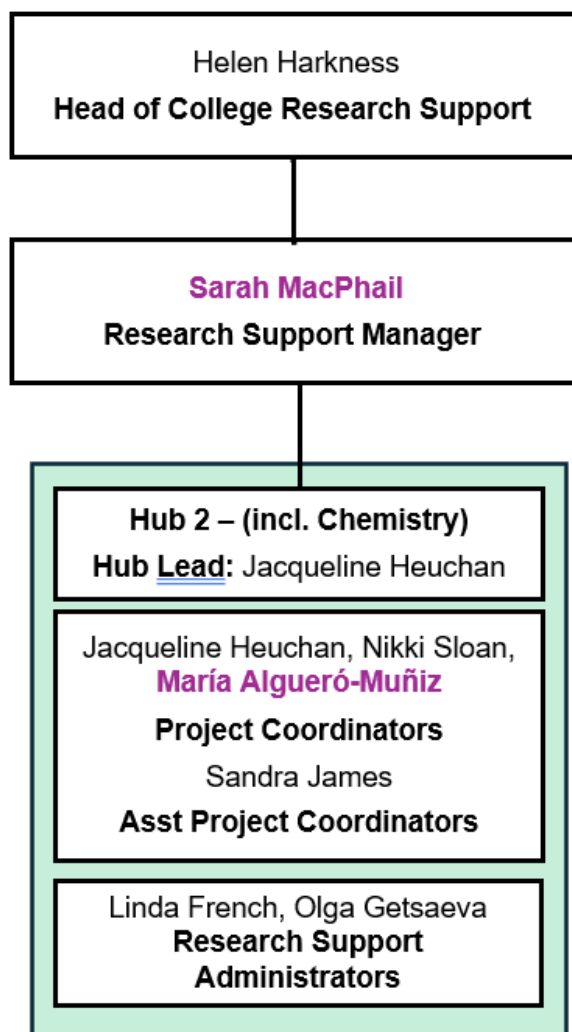 Helen Harkness
Head of College Research Support
Sarah MacPhail
Research Support Manager
Hub 2 – (incl. Chemistry)
Hub Lead: Jacqueline Heuchan
Jacqueline Heuchan, Nikki Sloan,
María Algueró-Muñiz
Project Coordinators
Sandra James
Asst Project Coordinators
Linda French, Olga Getsaeva
Research Support
Administrators